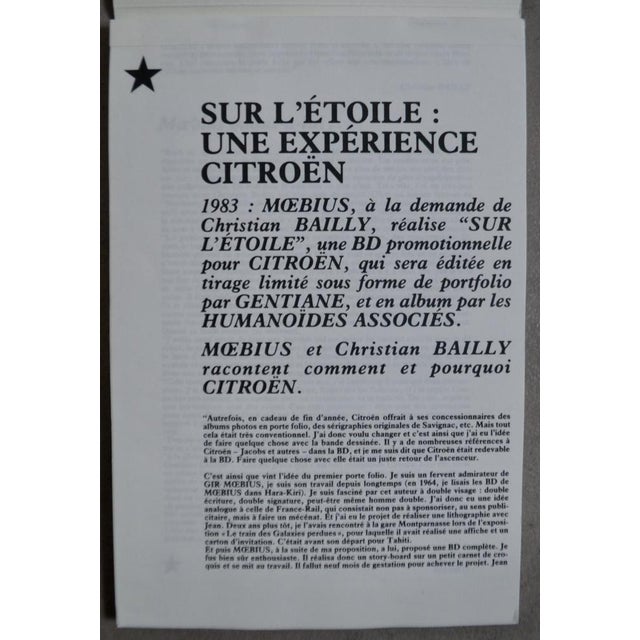 SUR L'ÉTOILE :
UNE EXPÉRIENCE
CITROËN
1983 : MŒBIUS, à la demande de
Christian BAILLY, réalise “SUR
L'ÉTOILE”, une BD promotionnelle
pour CITROËN, qui sera éditée en
tirage limité sous forme de portfolio
par GENTIANE, et en album par les
HUMANOÏDES ASSOCIÉS.
MŒBIUS et Christian BAILLY
racontent comment et pourquoi
CITROËN.
“Autrefois, en cadeau de fin d'année, Citroën offrait à ses concessionnaires des
albums photos en porte folio, des sérigraphies originales de Savignac, etc. Mais tout
cela était très conventionnel. J'ai donc voulu changer et c'est ainsi que j'ai eu l'idée
de faire quelque chose avec la bande dessinée. Il y a de nombreuses références à
Citroën – Jacobs et autres – dans la BD, et je me suis dit que Citroën était redevable
à la BD. Faire quelque chose avec elle était un juste retour de l'ascenceur.
C'est ainsi que vint l'idée du premier porte folio. Je suis un fervent admirateur de
GIR MŒBIUS, je suis son travail depuis longtemps (en 1964, je lisais les BD de
MŒBIUS dans Hara-Kiri). Je suis fasciné par cet auteur à double visage : double
écriture, double signature, peut-être même homme double. J'ai donc eu une idée
analogue à celle de France-Rail, qui consistait non pas à sponsoriser, au sens publi-
citaire, mais à faire un mécénat. Et j'ai eu le projet de réaliser une lithographie avec
Jean. Deux ans plus tôt, je l'avais rencontré à la gare Montparnasse lors de l'exposi-
tion « Le train des Galaxies perdues », pour laquelle il avait réalisé une affiche et un
carton d'invitation. C'était avant son départ pour Tahiti.
Et puis MŒBIUS, à la suite de ma proposition, a lui, proposé une BD complète. Je
fus bien sûr enthousiaste. Il réalisa donc un story-board sur un petit carnet de cro-
quis et se mit au travail. Il fallut neuf mois de gestation pour achever le projet. Jean